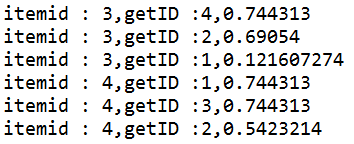 itemid : 3,getID :4,0.744313
itemid : 3,getID :2,0.69054
itemid : 3,getID :1,0.121607274
itemid : 4,getID :1,0.744313
itemid : 4,getID :3,0.744313
itemid : 4,getID :2,0.5423214